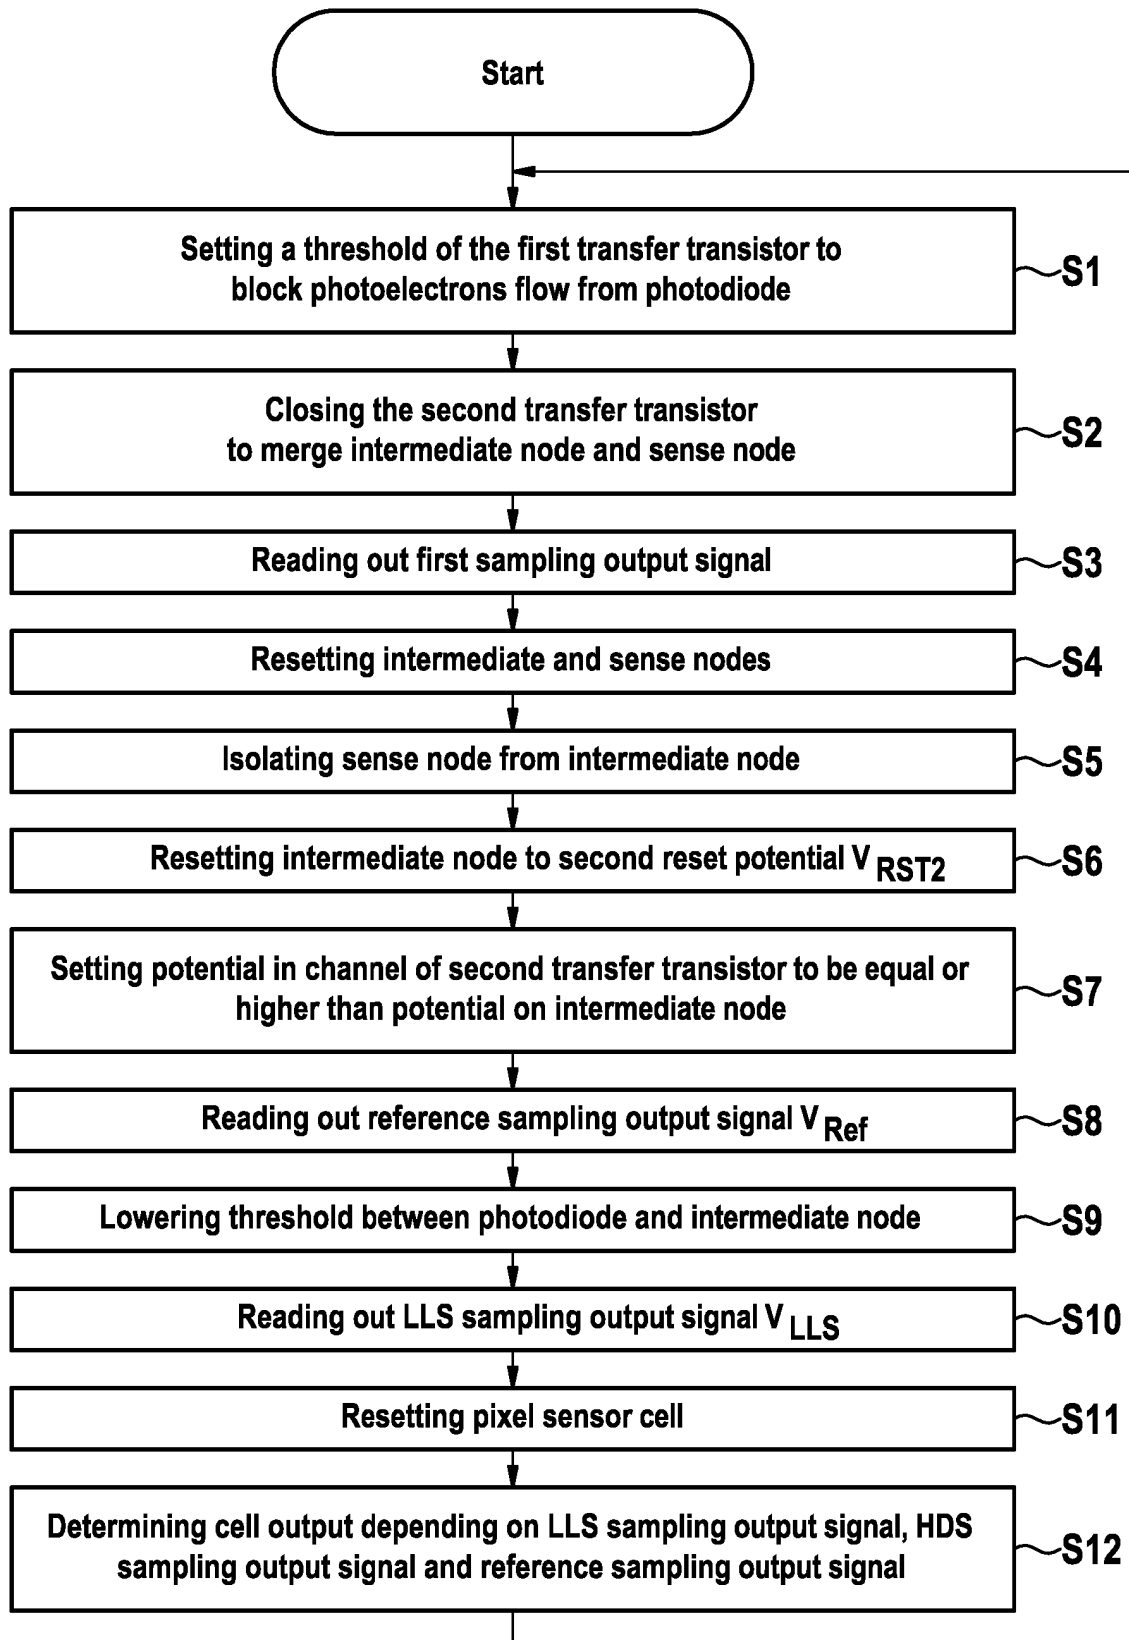 Start
Setting a threshold of the first transfer transistor to
block photoelectrons flow from photodiode
S1
Closing the second transfer transistor
to merge intermediate node and sense node
S2
Reading out first sampling output signal
S3
Resetting intermediate and sense nodes
S4
Isolating sense node from intermediate node
S5
Resetting intermediate node to second reset potential V RST2
S6
Setting potential in channel of second transfer transistor to be equal or
higher than potential on intermediate node
S7
Reading out reference sampling output signal V Ref
S8
Lowering threshold between photodiode and intermediate node
S9
Reading out LLS sampling output signal V LLS
S10
Resetting pixel sensor cell
S11
Determining cell output depending on LLS sampling output signal, HDS
sampling output signal and reference sampling output signal
S12